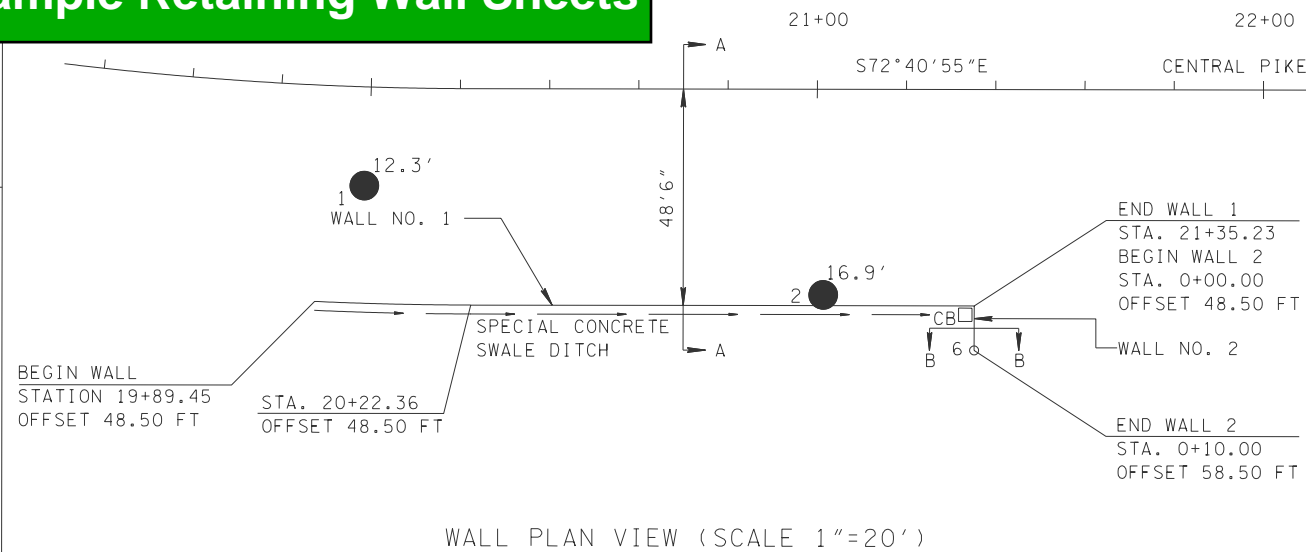 ample Retaining Wall Sheets
21+00
22+00
A
S72°40'55"E
CENTRAL PIKE
12.3'
1
WALL NO. 1
48'6"
END WALL 1
STA. 21+35.23
BEGIN WALL 2
STA. 0+00.00
OFFSET 48.50 FT
16.9'
2
SPECIAL CONCRETE
SWALE DITCH
CB
A
B
6
B
WALL NO. 2
BEGIN WALL
STATION 19+89.45
OFFSET 48.50 FT
STA. 20+22.36
OFFSET 48.50 FT
END WALL 2
STA. 0+10.00
OFFSET 58.50 FT
WALL PLAN VIEW (SCALE 1"=20')